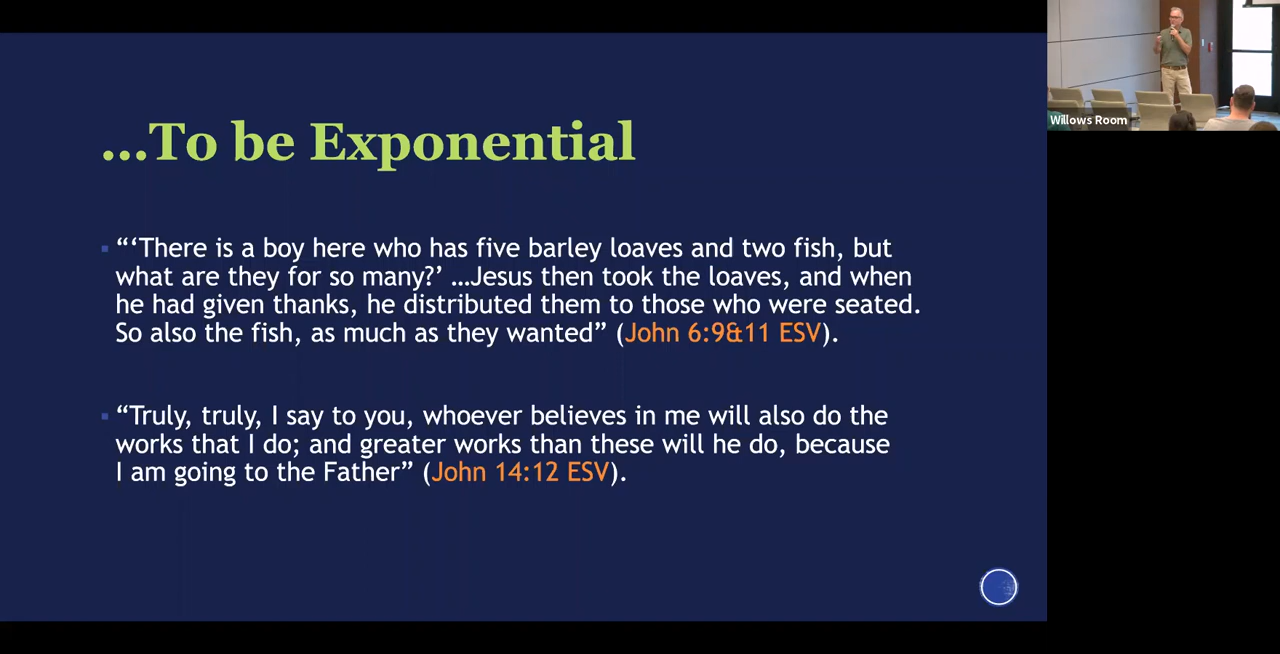 ...To be Exponential
“‘There is a boy here who has five barley loaves and two fish, but
what are they for so many?’ ...Jesus then took the loaves, and when
he had given thanks, he distributed them to those who were seated.
So also the fish, as much as they wanted” (John 6:9&11 ESV).
“Truly, truly, I say to you, whoever believes in me will also do the
works that I do; and greater works than these will he do, because
I am going to the Father” (John 14:12 ESV).
Willows Room